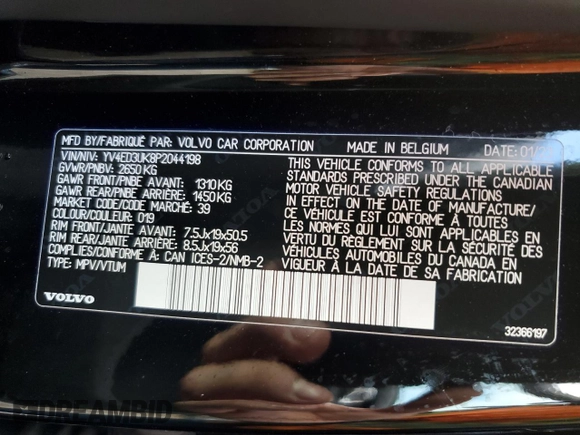 MFD BY/FABRIQUÉ PAR: VOLVO CAR CORPORATION MADE IN BELGIUM DATE: 01/2
VIN/NIV: YV4ED3UK8P2044198
GVWR/PNBV: 2650 KG
GAWR FRONT/PNBE AVANT: 1310 KG
GAWR REAR/PNBE ARRIÈRE: 1450 KG
MARKET CODE/CODE MARCHÉ: 39
COLOUR/COULEUR: 019
RIM FRONT/JANTE AVANT: 7.5Jx19x50.5
RIM REAR/JANTE ARRIÈRE: 8.5Jx19x56
COMPLIES/CONFORME À: CAN ICES-2/NMB-2
TYPE: MPV/VTUM
THIS VEHICLE CONFORMS TO ALL APPLICABLE
STANDARDS PRESCRIBED UNDER THE CANADIAN
MOTOR VEHICLE SAFETY REGULATIONS
IN EFFECT ON THE DATE OF MANUFACTURE/
CE VÉHICULE EST CONFORME À TOUTES
LES NORMES QUI LUI SONT APPLICABLES EN
VERTU DU RÈGLEMENT SUR LA SÉCURITÉ DES
VÉHICULES AUTOMOBILES DU CANADA EN
VIGUEUR À LA DATE DE SA FABRICATION
VOLVO
32366197
DREAMBID